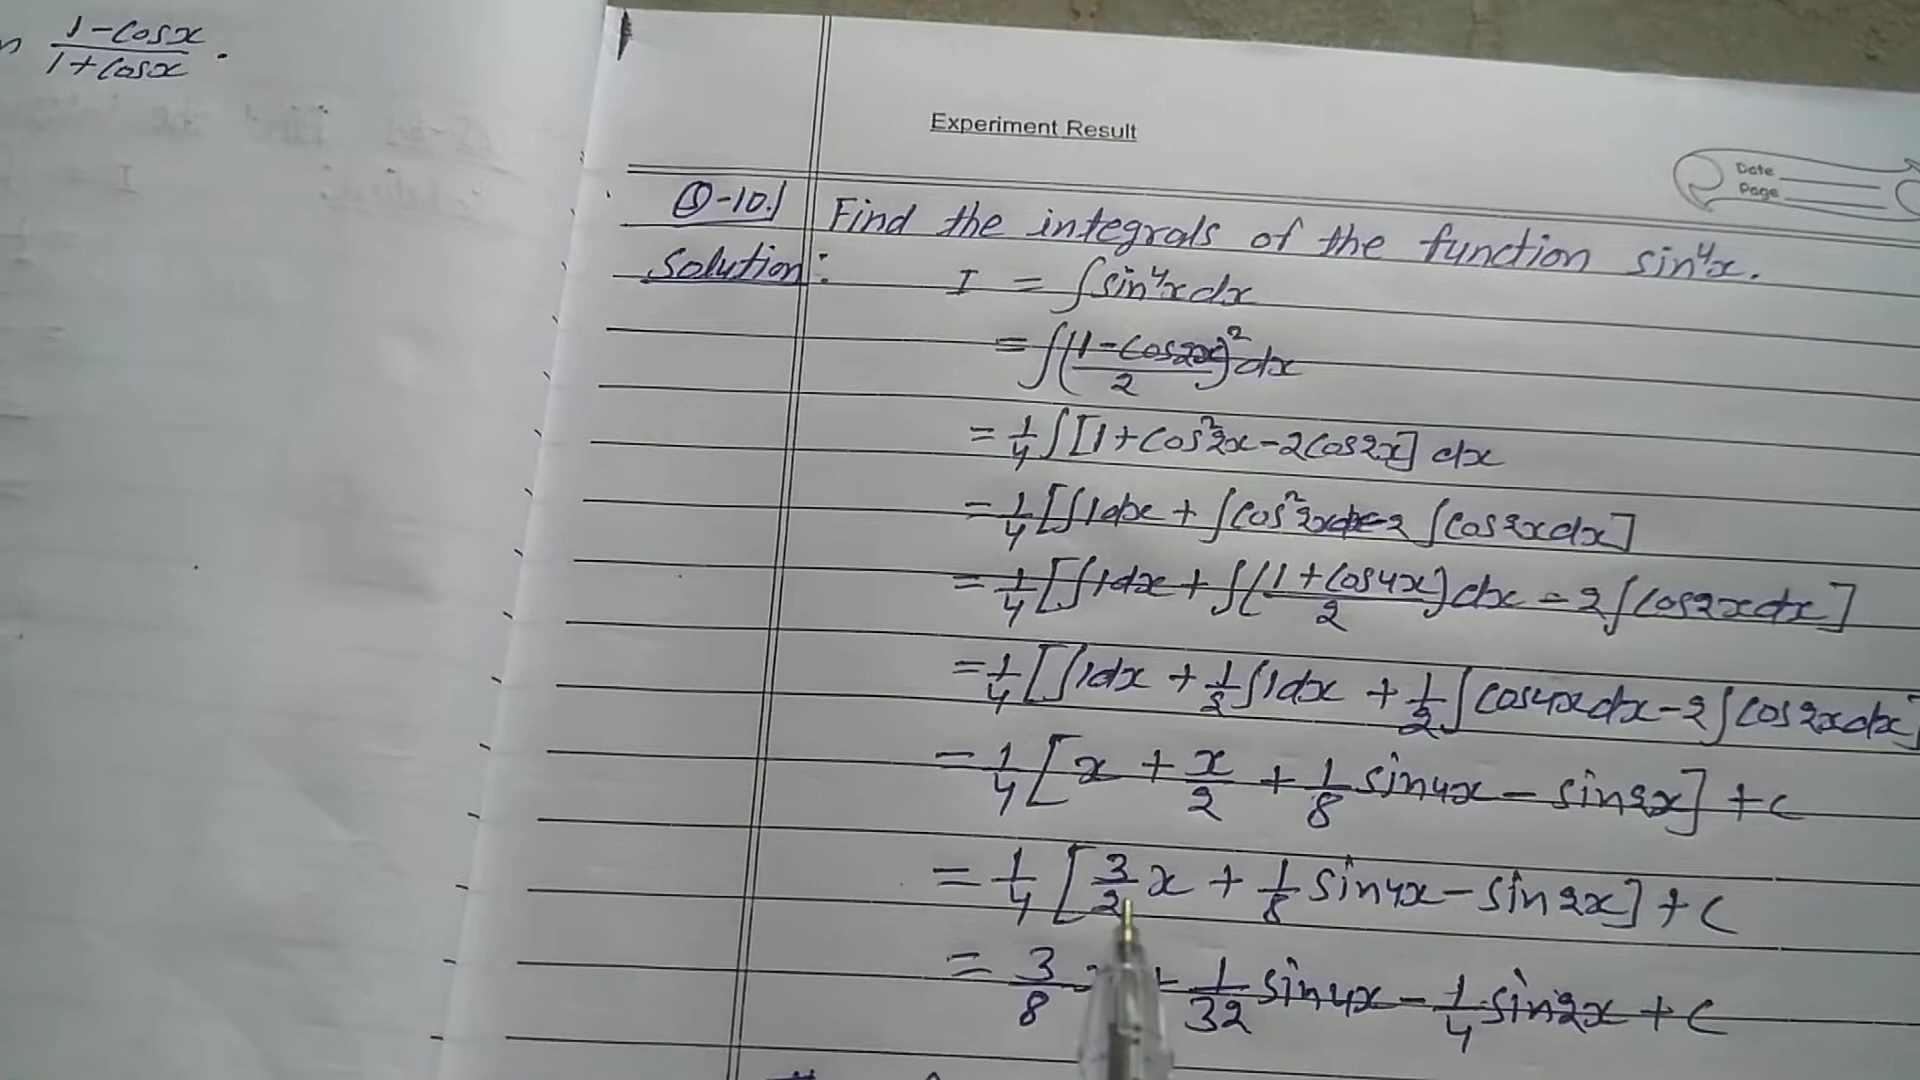 1-cosx
1+cosx .
Experiment Result
Date
Page
Q-10.) Find the integrals of the function sin⁴x.
Solution: I = ∫sin⁴x dx
= ∫((1-cos2x)/2)² dx
= 1/4 ∫[1+cos²2x-2cos2x] dx
= 1/4 [∫1dx + ∫cos²2xdx-2 ∫cos2xdx]
= 1/4 [∫1dx + ∫((1+cos4x)/2)dx - 2∫cos2xdx]
= 1/4 [∫1dx + 1/2 ∫1dx + 1/2 ∫cos4xdx-2∫cos2xdx]
= 1/4 [x + x/2 + 1/8 sin4x - sin2x] + c
= 1/4 [3/2 x + 1/8 sin4x - sin2x] + c
= 3/8 1/32 sin4x - 1/4 sin2x + c